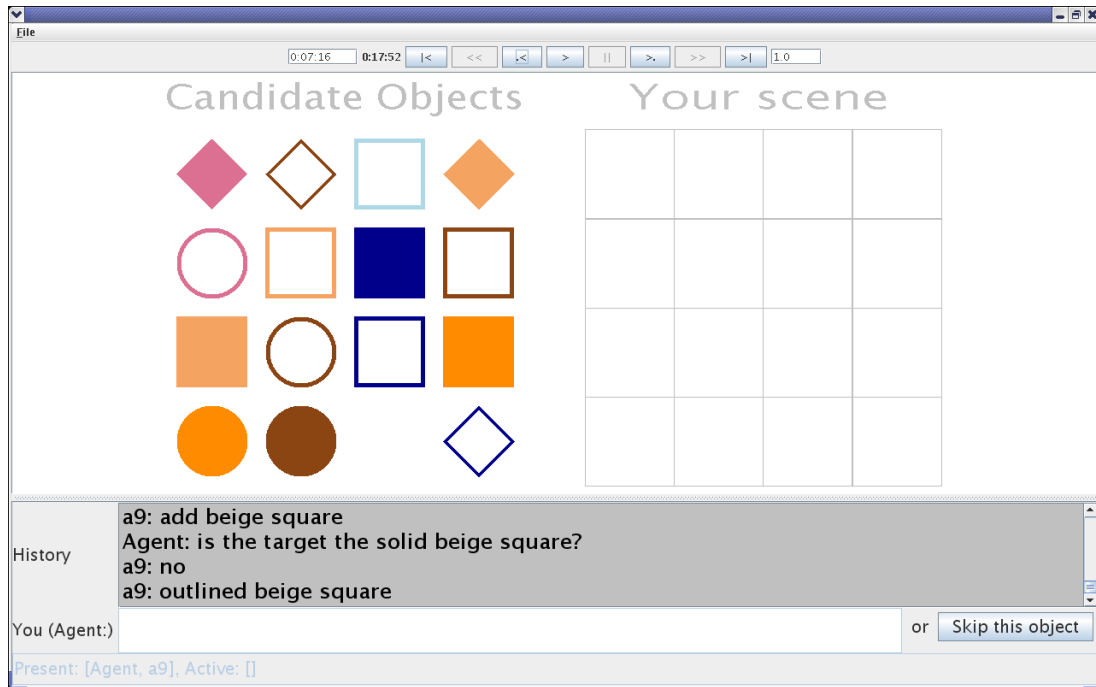 File
0:07:16 0:17:52 |< << .< > || >. >> >| 1.0
Candidate Objects Your scene
a9: add beige square
Agent: is the target the solid beige square?
a9: no
a9: outlined beige square
History
You (Agent:) or Skip this object
Present: [Agent, a9], Active: []